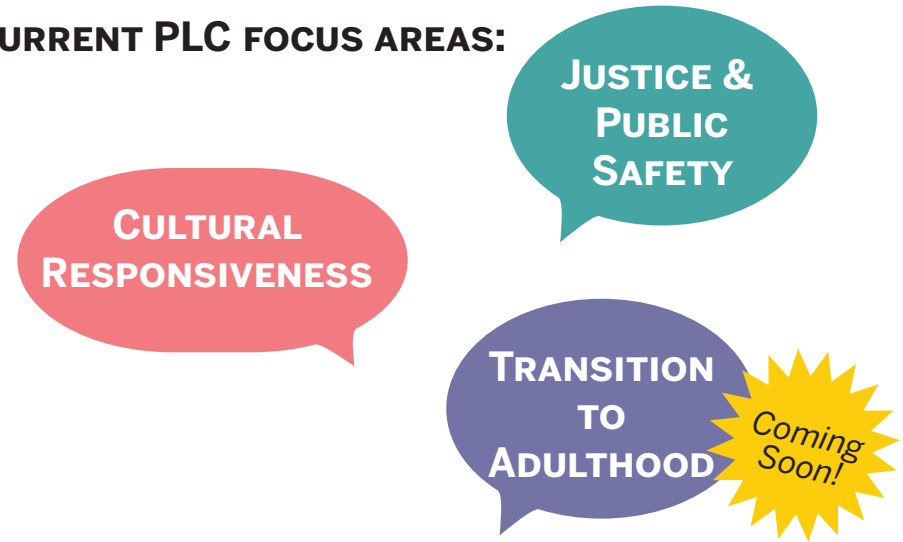 URRENT PLC FOCUS AREAS:
JUSTICE &
PUBLIC
SAFETY
CULTURAL
RESPONSIVENESS
TRANSITION
TO
ADULTHOOD
Coming
Soon!